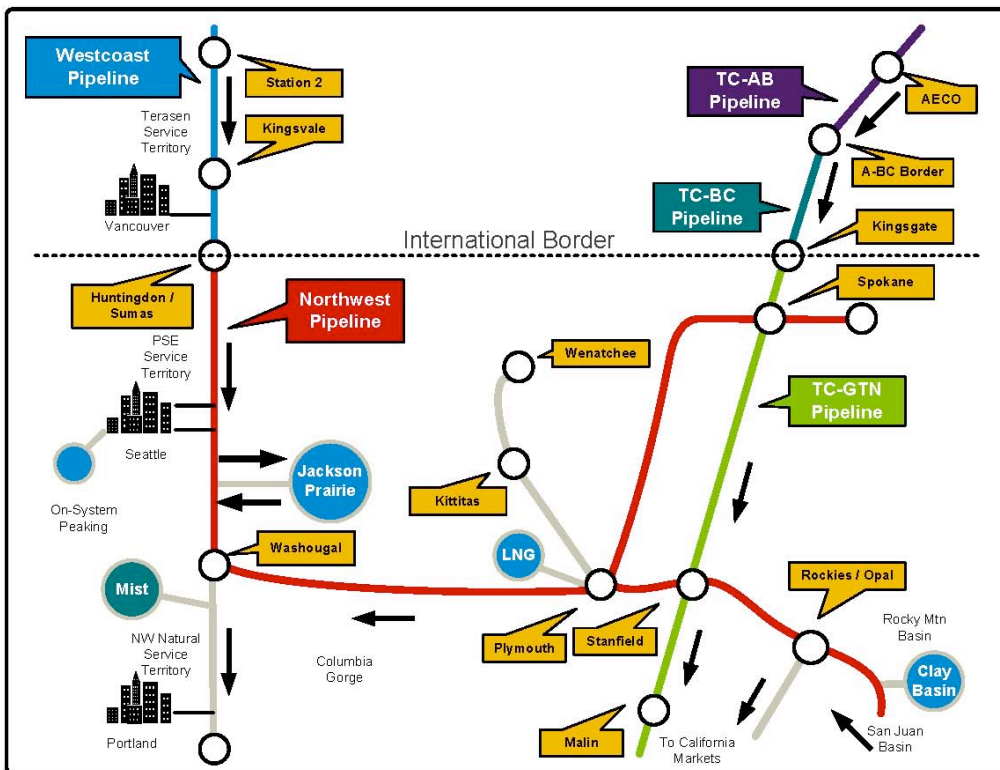 Westcoast
Pipeline
Station 2
TC-AB
Pipeline
AECO
Terasen
Service
Territory
Kingsvale
A-BC Border
Vancouver
TC-BC
Pipeline
Kingsgate
International Border
Huntingdon /
Sumas
Northwest
Pipeline
Spokane
PSE
Service
Territory
Wenatchee
TC-GTN
Pipeline
Seattle
Jackson
Prairie
Kittitas
On-System
Peaking
Washougal
LNG
Mist
Rockies / Opal
Rocky Mtn
Basin
NW Natural
Service
Territory
Plymouth
Stanfield
Columbia
Gorge
Clay
Basin
Portland
Malin
To California
Markets
San Juan
Basin